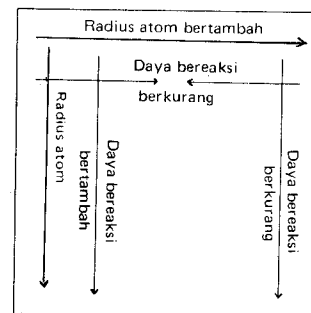 Radius atom bertambah
Daya bereaksi
berkurang
Radius atom
Daya bereaksi
bertambah
Daya bereaksi
berkurang